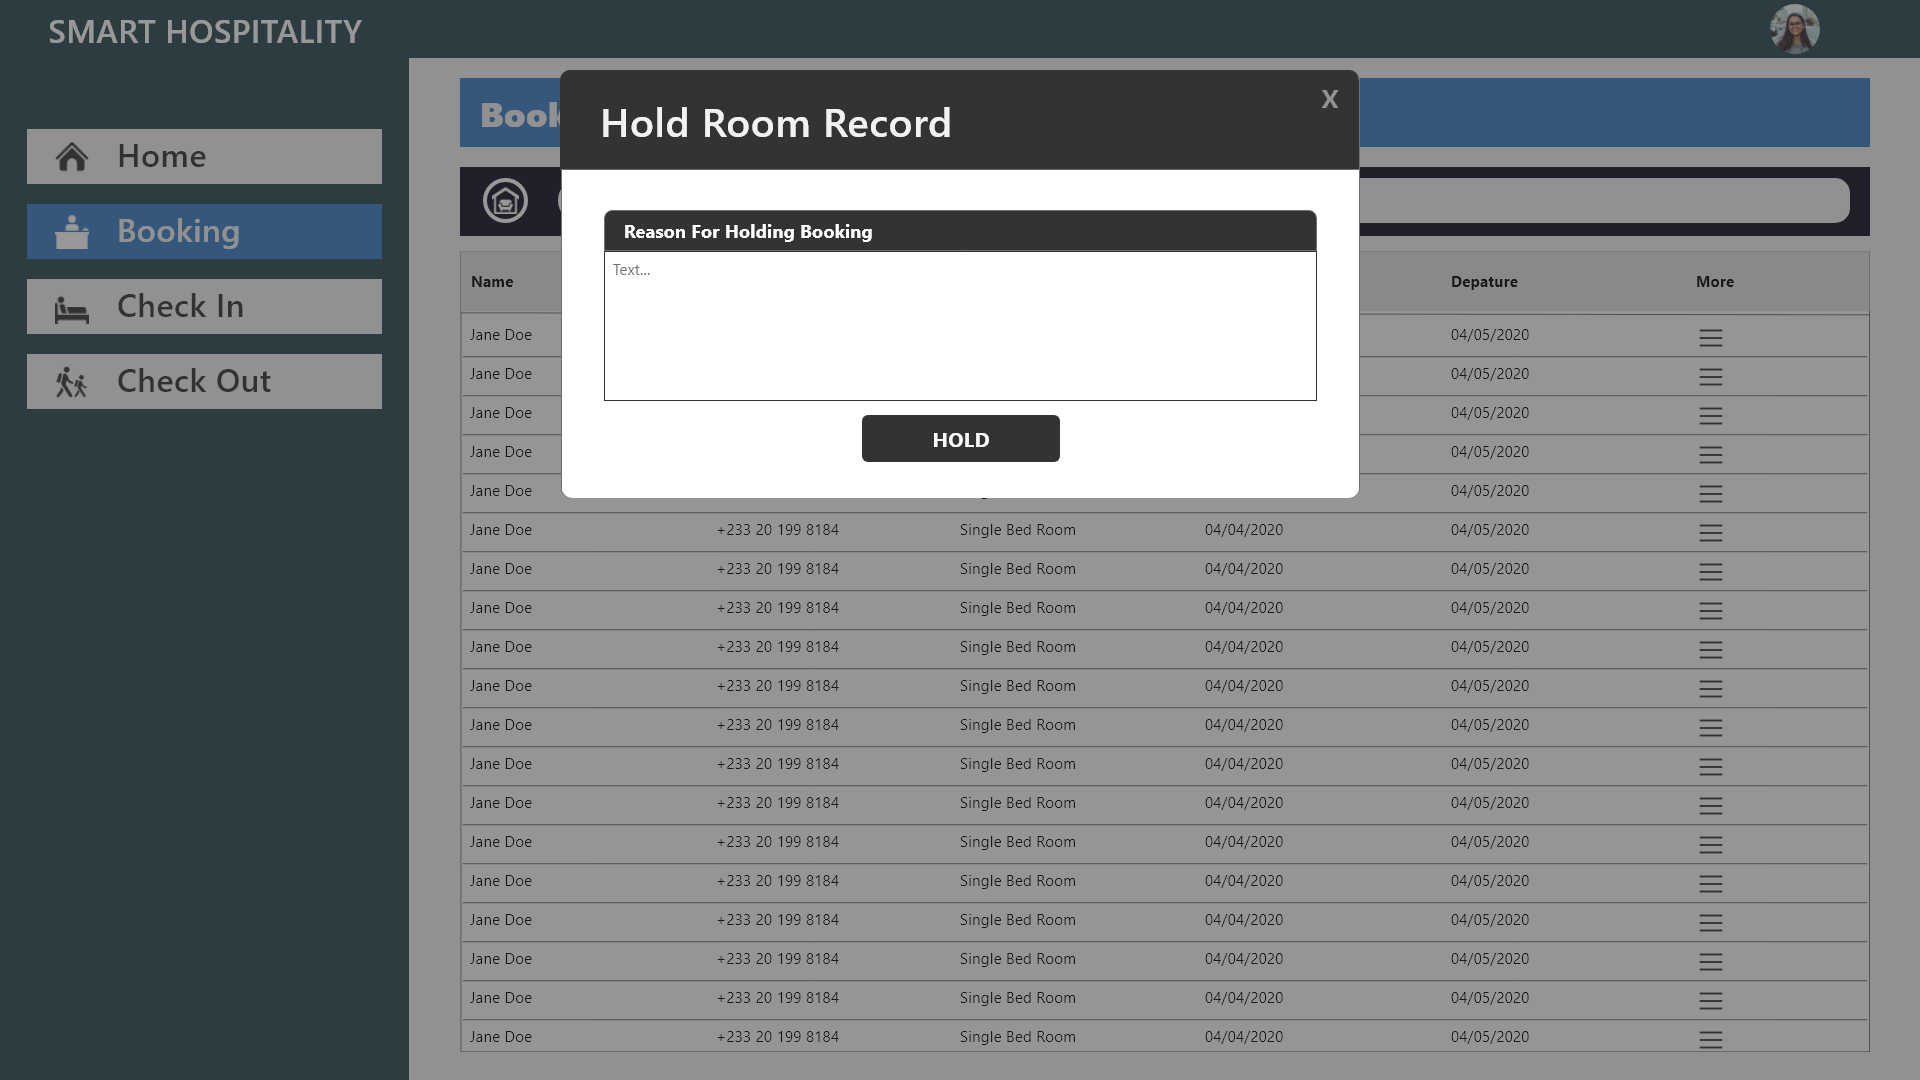 SMART HOSPITALITY
Home
Booking
Check In
Check Out
Hold Room Record
X
Reason For Holding Booking
Text...
HOLD
Name Depature More
Jane Doe 04/05/2020
Jane Doe 04/05/2020
Jane Doe 04/05/2020
Jane Doe 04/05/2020
Jane Doe 04/05/2020
Jane Doe +233 20 199 8184 Single Bed Room 04/04/2020 04/05/2020
Jane Doe +233 20 199 8184 Single Bed Room 04/04/2020 04/05/2020
Jane Doe +233 20 199 8184 Single Bed Room 04/04/2020 04/05/2020
Jane Doe +233 20 199 8184 Single Bed Room 04/04/2020 04/05/2020
Jane Doe +233 20 199 8184 Single Bed Room 04/04/2020 04/05/2020
Jane Doe +233 20 199 8184 Single Bed Room 04/04/2020 04/05/2020
Jane Doe +233 20 199 8184 Single Bed Room 04/04/2020 04/05/2020
Jane Doe +233 20 199 8184 Single Bed Room 04/04/2020 04/05/2020
Jane Doe +233 20 199 8184 Single Bed Room 04/04/2020 04/05/2020
Jane Doe +233 20 199 8184 Single Bed Room 04/04/2020 04/05/2020
Jane Doe +233 20 199 8184 Single Bed Room 04/04/2020 04/05/2020
Jane Doe +233 20 199 8184 Single Bed Room 04/04/2020 04/05/2020
Jane Doe +233 20 199 8184 Single Bed Room 04/04/2020 04/05/2020
Jane Doe +233 20 199 8184 Single Bed Room 04/04/2020 04/05/2020